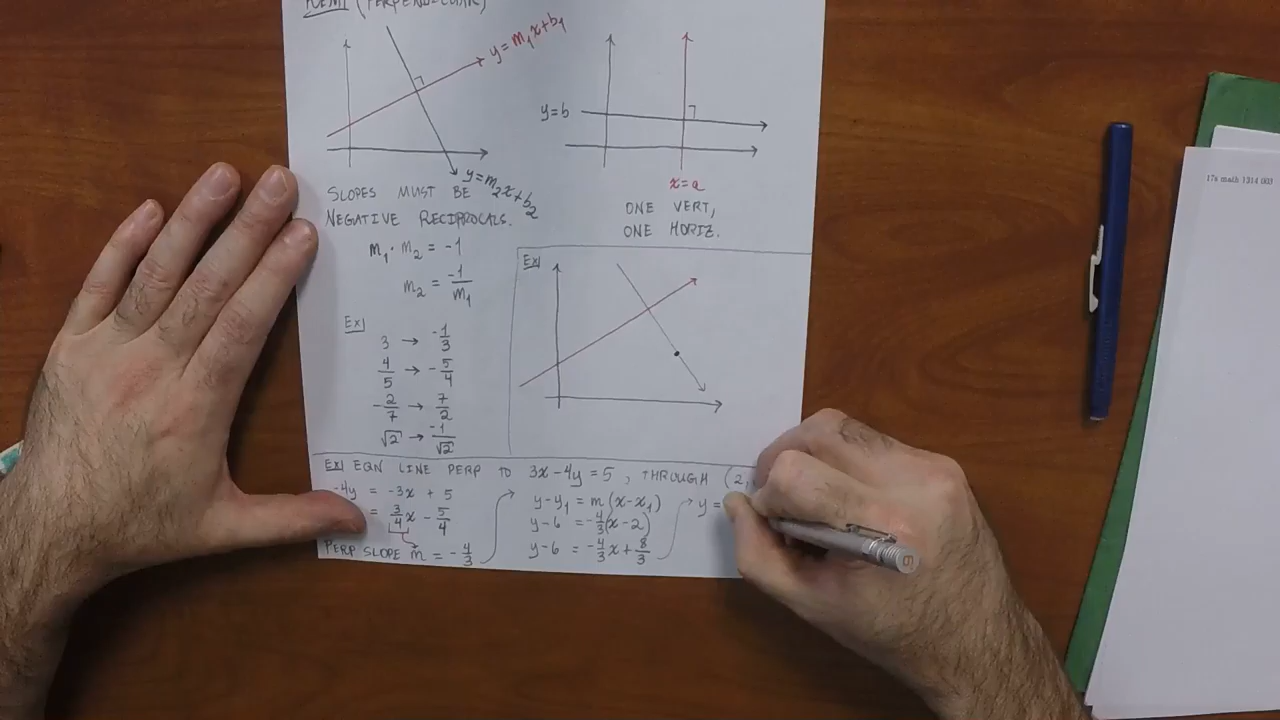 (PERPENDICULAR)
y = m₁x + b₁
y = m₂x + b₂
SLOPES MUST BE
NEGATIVE RECIPROCALS.
m₁ · m₂ = -1
m₂ = -1/m₁
Ex)
3 → -1/3
4/5 → -5/4
-2/7 → 7/2
√2 → -1/√2
y = b
x = a
ONE VERT,
ONE HORIZ.
Ex)
Ex) EQN LINE PERP TO 3x - 4y = 5, THROUGH (2,
-4y = -3x + 5
= 3/4 x - 5/4
PERP SLOPE m = -4/3
y - y₁ = m(x - x₁)
y - 6 = -4/3(x - 2)
y - 6 = -4/3 x + 8/3
y =
17s math 1314 003